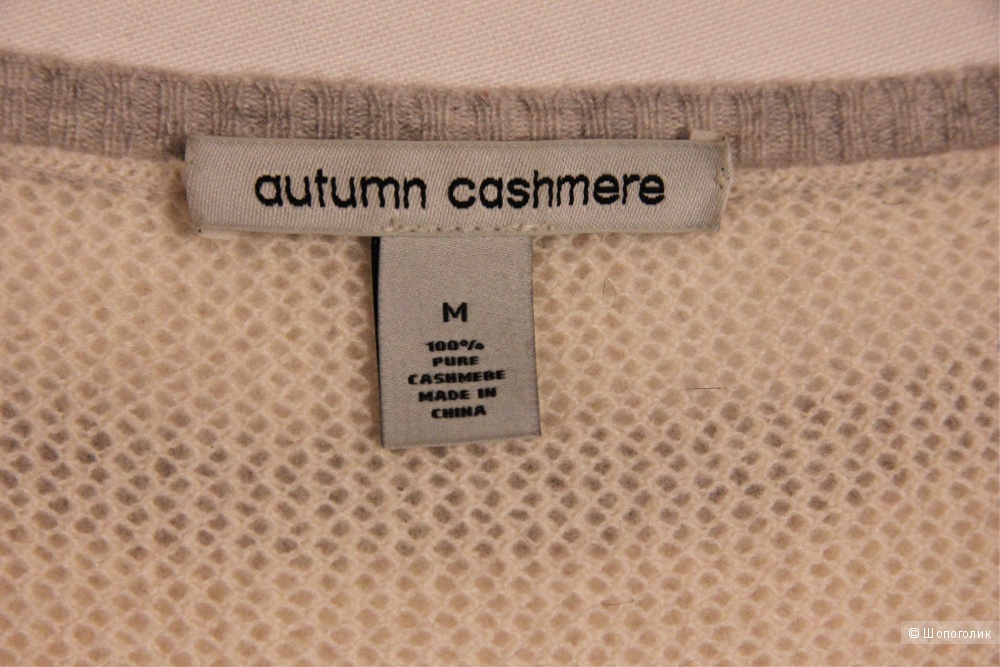 autumn cashmere
M
100%
PURE
CASHMERE
MADE IN
CHINA
© Шопоголик